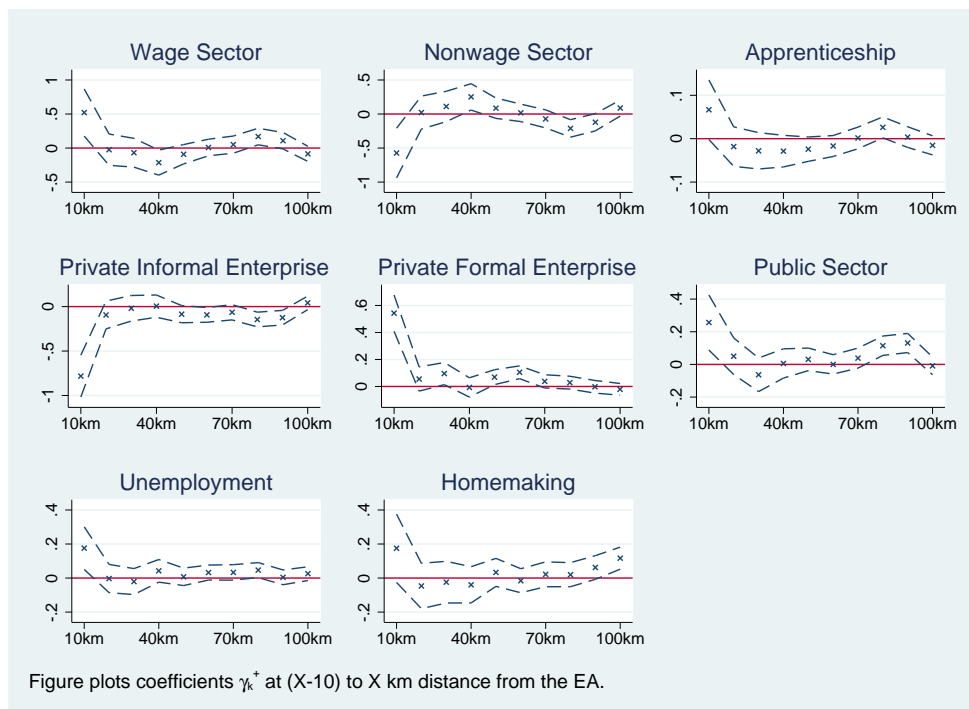 Wage Sector
Nonwage Sector
Apprenticeship
-.5 0 .5 1
-1 -.5 0 .5
-.1 0 .1
10km 40km 70km 100km
10km 40km 70km 100km
10km 40km 70km 100km
Private Informal Enterprise
Private Formal Enterprise
Public Sector
-1 -.5 0
0 .2 .4 .6
-.2 0 .2 .4
10km 40km 70km 100km
10km 40km 70km 100km
10km 40km 70km 100km
Unemployment
Homemaking
-.2 0 .2 .4
-.2 0 .2 .4
10km 40km 70km 100km
10km 40km 70km 100km
Figure plots coefficients γₖ⁺ at (X-10) to X km distance from the EA.